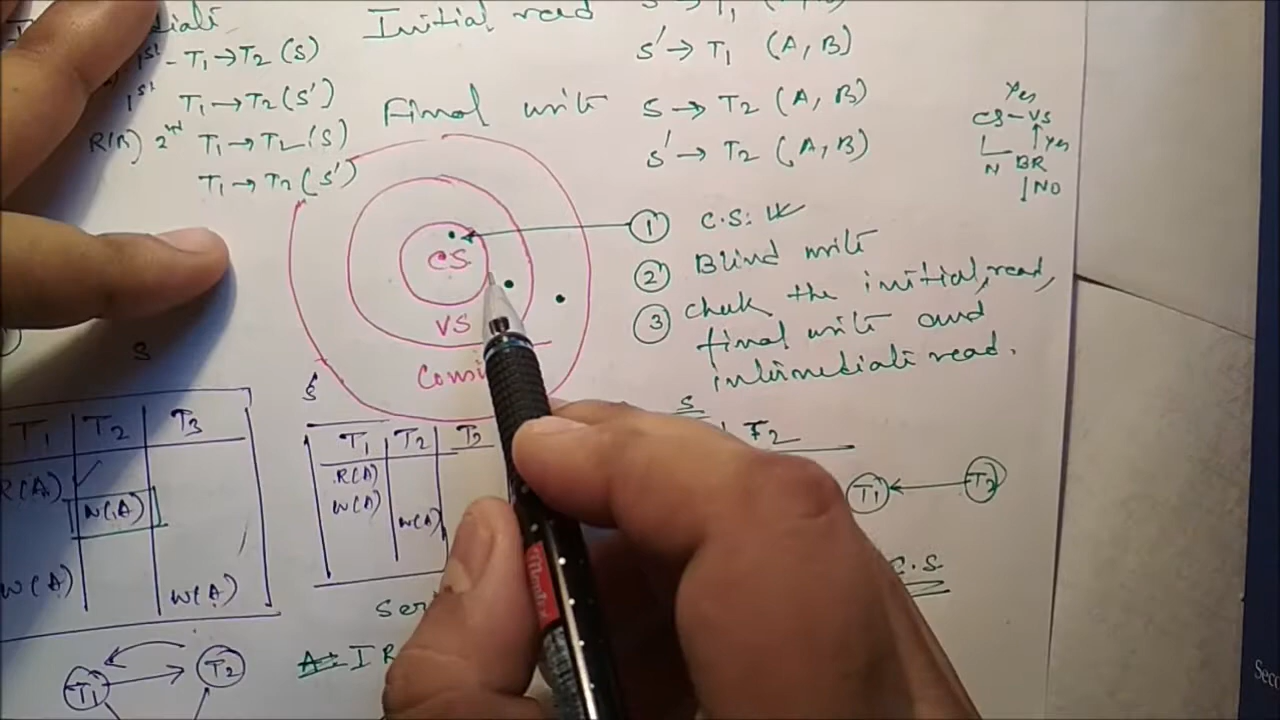 Initial read
S' → T1 (A, B)
1st - T1 → T2 (S)
1st T1 → T2 (S')
Final write S → T2 (A, B)
R(A) 2nd T1 → T2 (S)
S' → T2 (A, B)
T1 → T2 (S')
Yes
CS - VS
Yes
N BR
NO
1 C.S:
2 Blind write
3 check the initial read,
final write and
intermediate read.
CS
VS
S
S'
T1 T2 T3
R(A)
W(A)
W(A) W(A)
T1 T2 T3
R(A)
W(A)
W(A)
S
T2
T1 T2
C.S
T1 T2